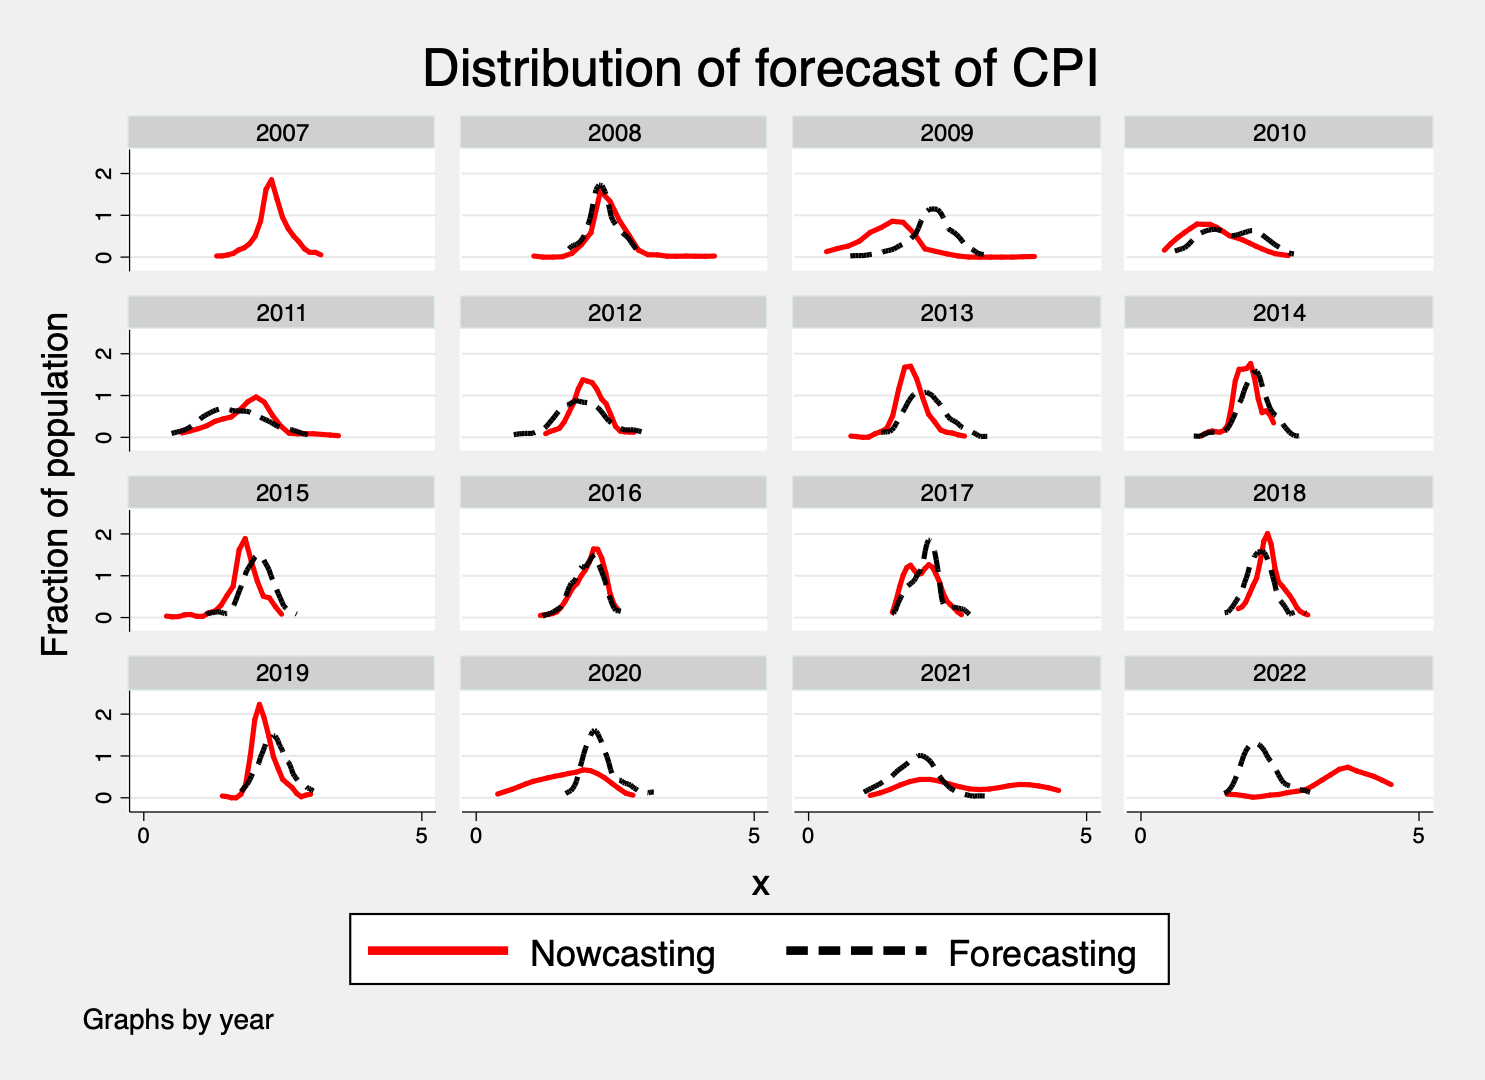 Distribution of forecast of CPI
Fraction of population
2007 2008 2009 2010
2
1
0
2011 2012 2013 2014
2
1
0
2015 2016 2017 2018
2
1
0
2019 2020 2021 2022
2
1
0
0 5 0 5 0 5 0 5
x
Nowcasting Forecasting
Graphs by year